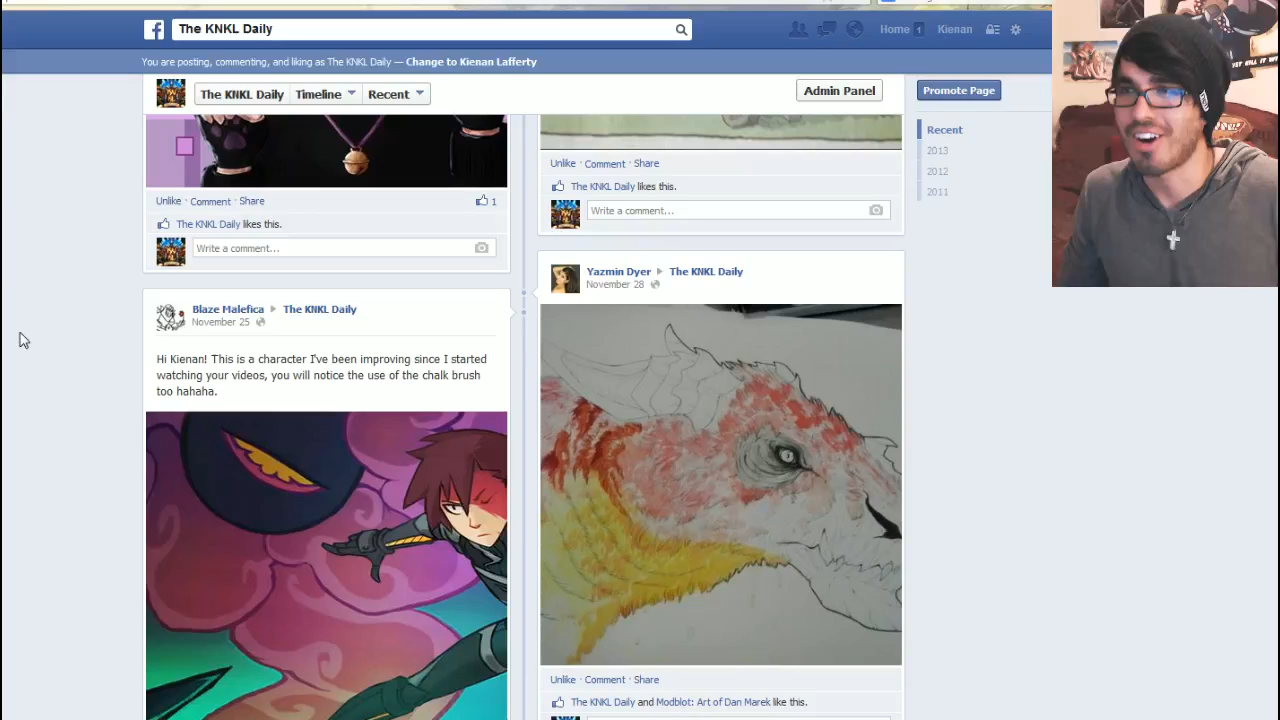 The KNKL Daily
Home 1 Kienan
You are posting, commenting, and liking as The KNKL Daily — Change to Kienan Lafferty
The KNKL Daily Timeline Recent
Admin Panel
Promote Page
Recent
2013
2012
2011
Unlike · Comment · Share
1
The KNKL Daily likes this.
Write a comment...
Blaze Malefica The KNKL Daily
November 25
Hi Kienan! This is a character I've been improving since I started
watching your videos, you will notice the use of the chalk brush
too hahaha.
Unlike · Comment · Share
The KNKL Daily likes this.
Write a comment...
Yazmin Dyer The KNKL Daily
November 28
Unlike · Comment · Share
The KNKL Daily and Modblot: Art of Dan Marek like this.